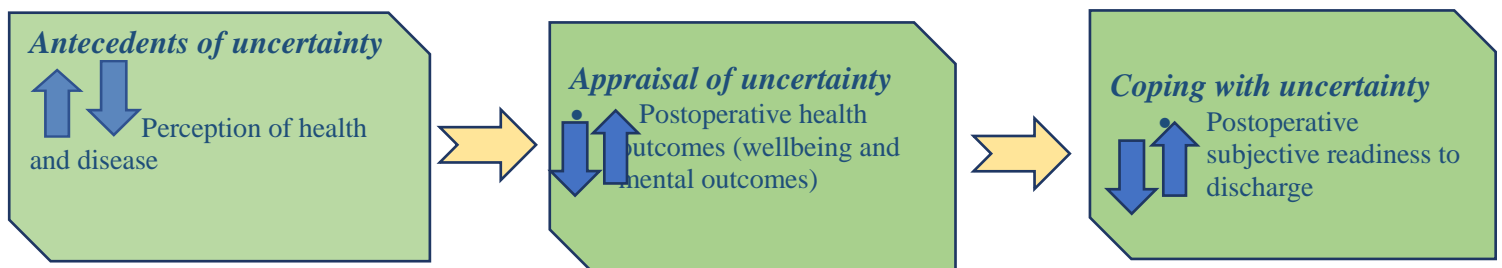 Antecedents of uncertainty
Perception of health
and disease
Appraisal of uncertainty
• Postoperative health
outcomes (wellbeing and
mental outcomes)
Coping with uncertainty
• Postoperative
subjective readiness to
discharge